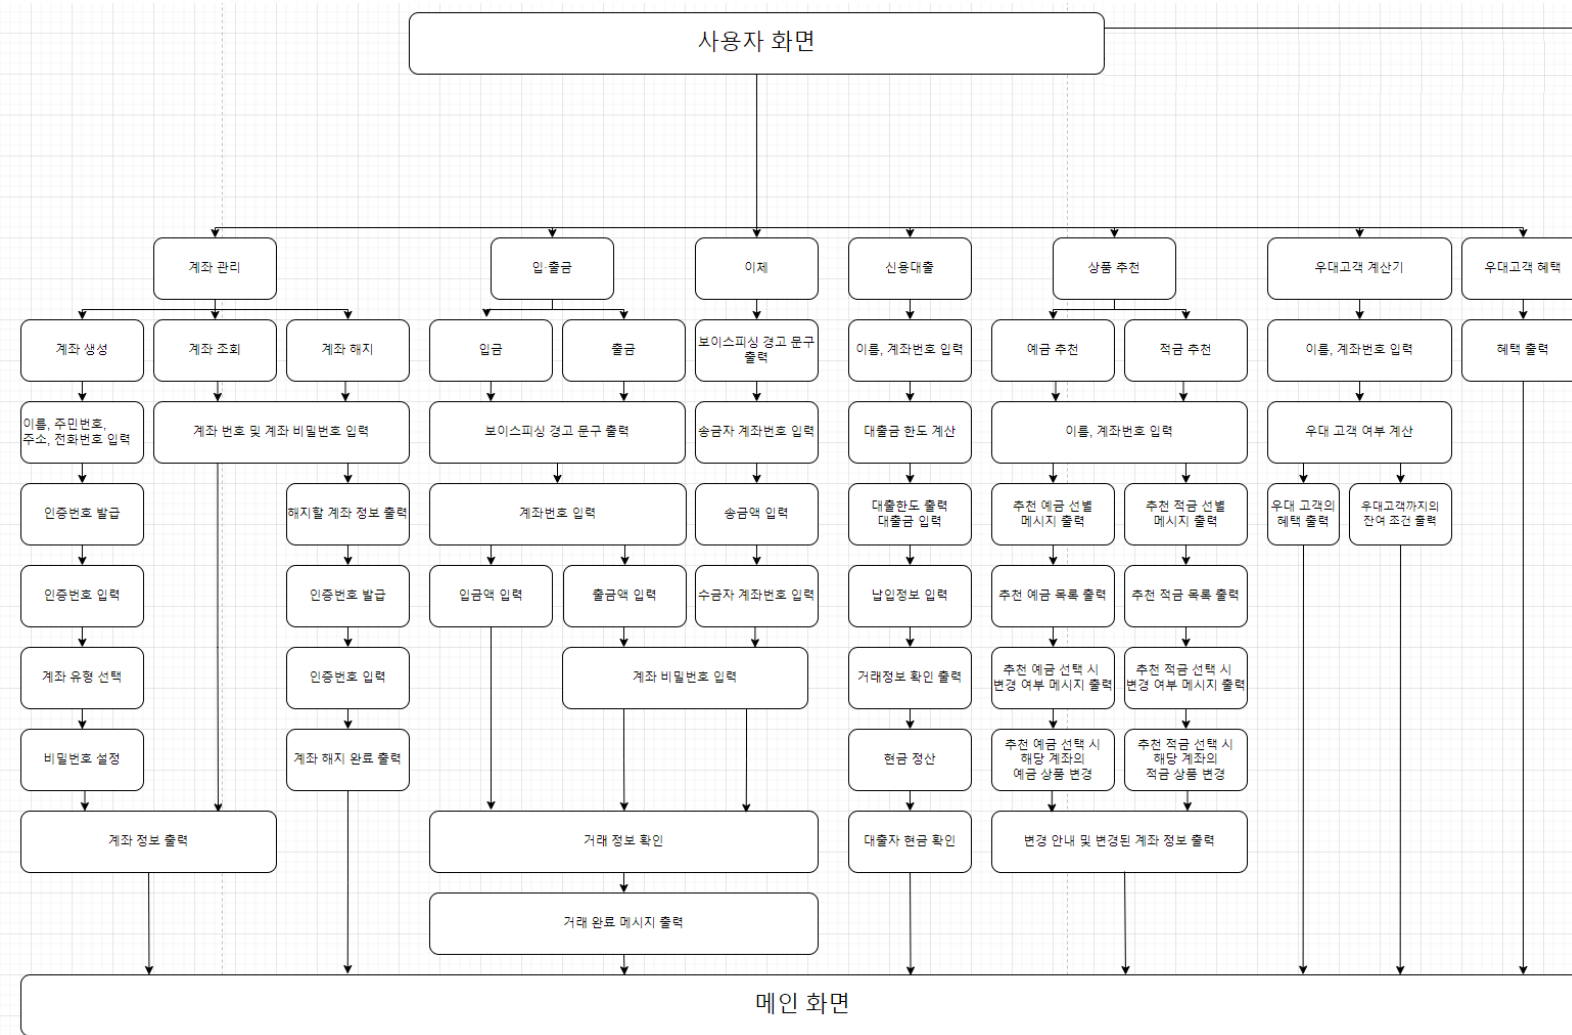 사용자 화면
계좌 관리
입·출금
이체
신용대출
상품 추천
우대고객 계산기
우대고객 혜택
계좌 생성
계좌 조회
계좌 해지
입금
출금
보이스피싱 경고 문구
출력
이름, 계좌번호 입력
예금 추천
적금 추천
이름, 계좌번호 입력
혜택 출력
이름, 주민번호,
주소, 전화번호 입력
계좌 번호 및 계좌 비밀번호 입력
보이스피싱 경고 문구 출력
송금자 계좌번호 입력
대출금 한도 계산
이름, 계좌번호 입력
우대 고객 여부 계산
인증번호 발급
해지할 계좌 정보 출력
계좌번호 입력
송금액 입력
대출한도 출력
대출금 입력
추천 예금 선별
메시지 출력
추천 적금 선별
메시지 출력
우대 고객의
혜택 출력
우대고객까지의
잔여 조건 출력
인증번호 입력
인증번호 발급
입금액 입력
출금액 입력
수금자 계좌번호 입력
납입정보 입력
추천 예금 목록 출력
추천 적금 목록 출력
계좌 유형 선택
인증번호 입력
계좌 비밀번호 입력
거래정보 확인 출력
추천 예금 선택 시
변경 여부 메시지 출력
추천 적금 선택 시
변경 여부 메시지 출력
비밀번호 설정
계좌 해지 완료 출력
현금 정산
추천 예금 선택 시
해당 계좌의
예금 상품 변경
추천 적금 선택 시
해당 계좌의
적금 상품 변경
계좌 정보 출력
거래 정보 확인
대출자 현금 확인
변경 안내 및 변경된 계좌 정보 출력
거래 완료 메시지 출력
메인 화면